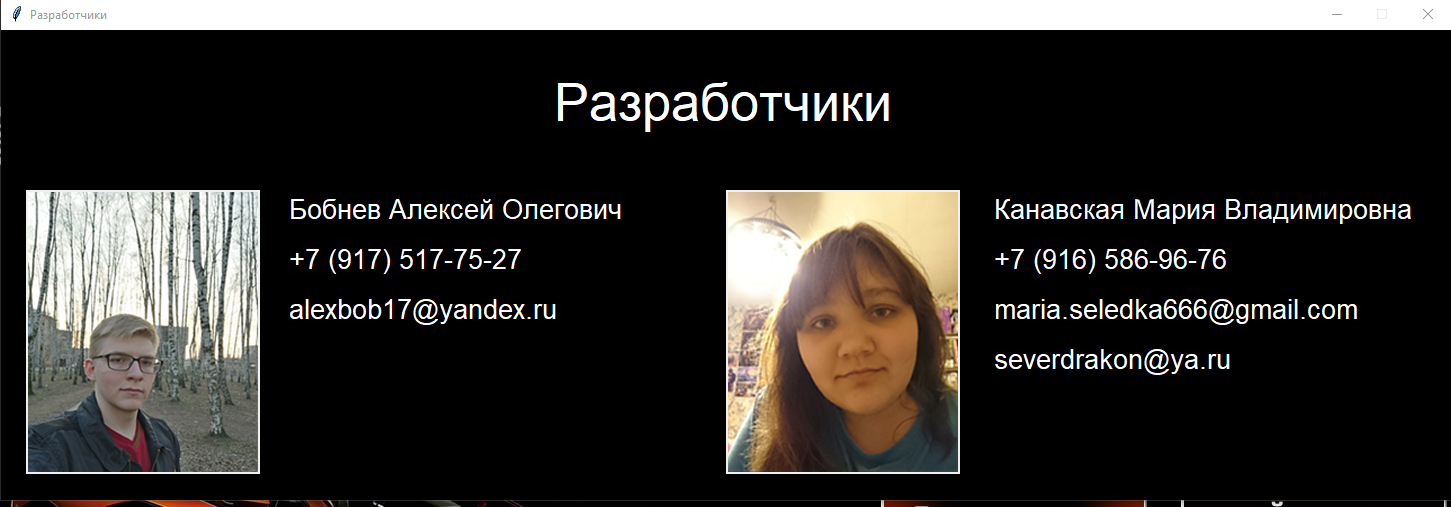 Разработчики
Разработчики
Бобнев Алексей Олегович
+7 (917) 517-75-27
alexbob17@yandex.ru
Канавская Мария Владимировна
+7 (916) 586-96-76
maria.seledka666@gmail.com
severdrakon@ya.ru